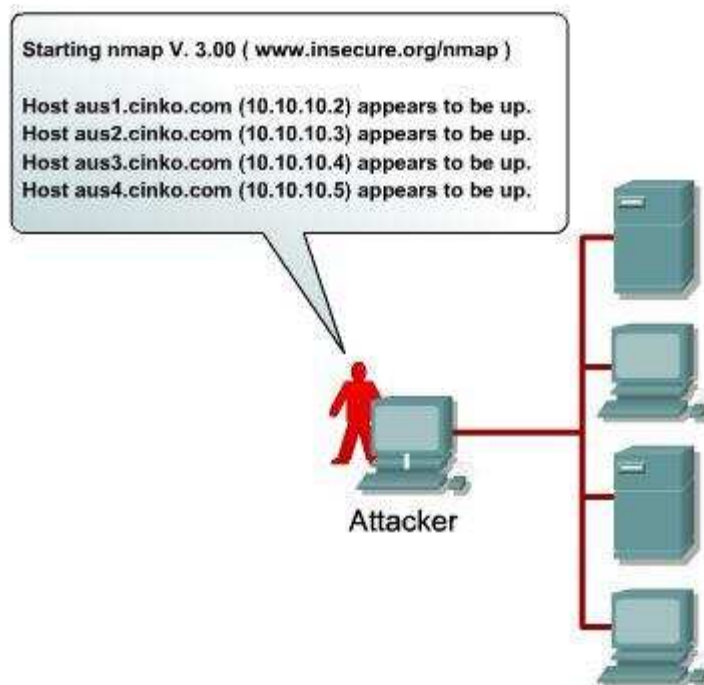 Starting nmap V. 3.00 ( www.insecure.org/nmap )
Host aus1.cinko.com (10.10.10.2) appears to be up.
Host aus2.cinko.com (10.10.10.3) appears to be up.
Host aus3.cinko.com (10.10.10.4) appears to be up.
Host aus4.cinko.com (10.10.10.5) appears to be up.
Attacker